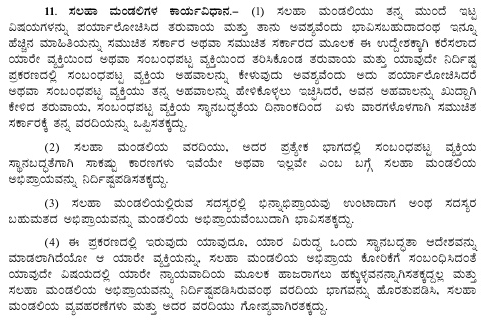 11. ಸಲಹಾ ಮಂಡಲಿಗಳ ಕಾರ್ಯವಿಧಾನ.– (1) ಸಲಹಾ ಮಂಡಲಿಯು ತನ್ನ ಮುಂದೆ ಇಟ್ಟ
ವಿಷಯಗಳನ್ನು ಪರ್ಯಾಲೋಚಿಸಿದ ತರುವಾಯ ಮತ್ತು ತಾನು ಅವಶ್ಯವೆಂದು ಭಾವಿಸಬಹುದಾದಂಥ ಇನ್ನೂ
ಹೆಚ್ಚಿನ ಮಾಹಿತಿಯನ್ನು ಸಮುಚಿತ ಸರ್ಕಾರ ಅಥವಾ ಸಮುಚಿತ ಸರ್ಕಾರದ ಮೂಲಕ ಈ ಉದ್ದೇಶಕ್ಕಾಗಿ ಕರೆಸಲಾದ
ಯಾರೇ ವ್ಯಕ್ತಿಯಿಂದ ಅಥವಾ ಸಂಬಂಧಪಟ್ಟ ವ್ಯಕ್ತಿಯಿಂದ ತರಿಸಿಕೊಂಡ ತರುವಾಯ ಮತ್ತು ಯಾವುದೇ ನಿರ್ದಿಷ್ಟ
ಪ್ರಕರಣದಲ್ಲಿ ಸಂಬಂಧಪಟ್ಟ ವ್ಯಕ್ತಿಯ ಅಹವಾಲನ್ನು ಕೇಳುವುದು ಅವಶ್ಯವೆಂದು ಅದು ಪರ್ಯಾಲೋಚಿಸಿದರೆ
ಅಥವಾ ಸಂಬಂಧಪಟ್ಟ ವ್ಯಕ್ತಿಯು ತನ್ನ ಅಹವಾಲನ್ನು ಹೇಳಿಕೊಳ್ಳಲು ಇಚ್ಛಿಸಿದರೆ, ಅವನ ಅಹವಾಲನ್ನು ಖುದ್ದಾಗಿ
ಕೇಳಿದ ತರುವಾಯ, ಸಂಬಂಧಪಟ್ಟ ವ್ಯಕ್ತಿಯ ಸ್ಥಾನಬದ್ಧತೆಯ ದಿನಾಂಕದಿಂದ ಏಳು ವಾರಗಳೊಳಗಾಗಿ ಸಮುಚಿತ
ಸರ್ಕಾರಕ್ಕೆ ತನ್ನ ವರದಿಯನ್ನು ಒಪ್ಪಿಸತಕ್ಕದ್ದು.
(2) ಸಲಹಾ ಮಂಡಲಿಯ ವರದಿಯು, ಅದರ ಪ್ರತ್ಯೇಕ ಭಾಗದಲ್ಲಿ ಸಂಬಂಧಪಟ್ಟ ವ್ಯಕ್ತಿಯ
ಸ್ಥಾನಬದ್ಧತೆಗಾಗಿ ಸಾಕಷ್ಟು ಕಾರಣಗಳು ಇವೆಯೇ ಅಥವಾ ಇಲ್ಲವೇ ಎಂಬ ಬಗ್ಗೆ ಸಲಹಾ ಮಂಡಲಿಯ
ಅಭಿಪ್ರಾಯವನ್ನು ನಿರ್ದಿಷ್ಟಪಡಿಸತಕ್ಕದ್ದು.
(3) ಸಲಹಾ ಮಂಡಲಿಯಲ್ಲಿರುವ ಸದಸ್ಯರಲ್ಲಿ ಭಿನ್ನಾಭಿಪ್ರಾಯವು ಉಂಟಾದಾಗ ಅಂಥ ಸದಸ್ಯರ
ಬಹುಮತದ ಅಭಿಪ್ರಾಯವನ್ನು ಮಂಡಲಿಯ ಅಭಿಪ್ರಾಯವೆಂಬುದಾಗಿ ಭಾವಿಸತಕ್ಕದ್ದು.
(4) ಈ ಪ್ರಕರಣದಲ್ಲಿ ಇರುವುದು ಯಾವುದೂ, ಯಾರ ವಿರುದ್ಧ ಒಂದು ಸ್ಥಾನಬದ್ಧತಾ ಆದೇಶವನ್ನು
ಮಾಡಲಾಗಿದೆಯೋ ಆ ಯಾರೇ ವ್ಯಕ್ತಿಯನ್ನು, ಸಲಹಾ ಮಂಡಲಿಯ ಅಭಿಪ್ರಾಯ ಕೋರಿಕೆಗೆ ಸಂಬಂಧಿಸಿದಂತೆ
ಯಾವುದೇ ವಿಷಯದಲ್ಲಿ ಯಾರೇ ನ್ಯಾಯವಾದಿಯ ಮೂಲಕ ಹಾಜರಾಗಲು ಹಕ್ಕುಳ್ಳವನನ್ನಾಗಿಸತಕ್ಕದ್ದಲ್ಲ ಮತ್ತು
ಸಲಹಾ ಮಂಡಲಿಯ ಅಭಿಪ್ರಾಯವನ್ನು ನಿರ್ದಿಷ್ಟಪಡಿಸಿರುವಂಥ ವರದಿಯ ಭಾಗವನ್ನು ಹೊರತುಪಡಿಸಿ, ಸಲಹಾ
ಮಂಡಲಿಯ ವ್ಯವಹರಣೆಗಳು ಮತ್ತು ಅದರ ವರದಿಯು ಗೋಪ್ಯವಾಗಿರತಕ್ಕದ್ದು.